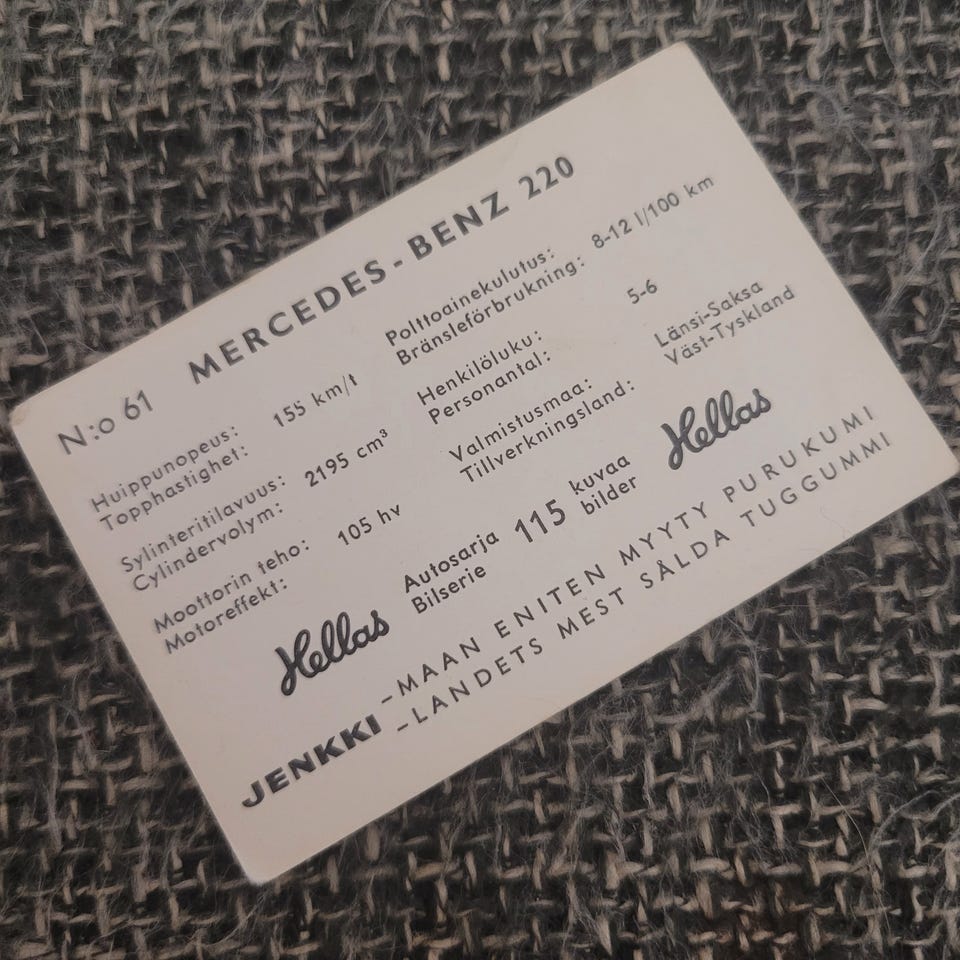 N:o 61 MERCEDES-BENZ 220
Huippunopeus: 155 km/t
Topphastighet:
Sylinteritilavuus: 2195 cm³
Cylindervolym:
Moottorin teho: 105 hv
Motoreffekt:
Polttoainekulutus: 8-12 l/100 km
Bränsleförbrukning:
Henkilöluku: 5-6
Personantal:
Valmistusmaa: Länsi-Saksa
Tillverkningsland: Väst-Tyskland
Hellas Autosarja 115 kuvaa Hellas
Bilserie bilder
JENKKI –MAAN ENITEN MYYTY PURUKUMI
–LANDETS MEST SÅLDA TUGGUMMI